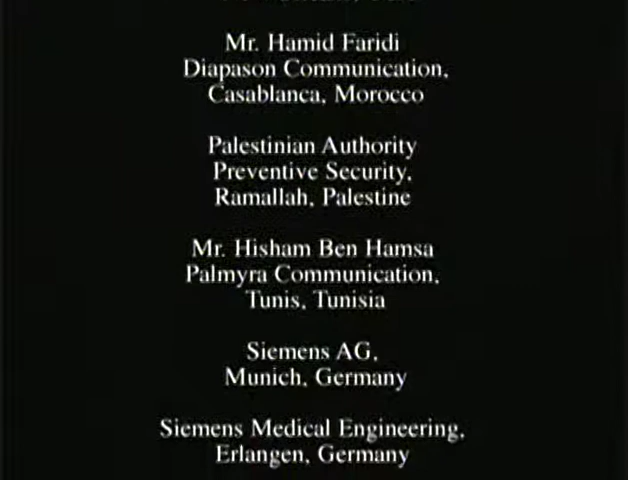 Mr. Hamid Faridi
Diapason Communication,
Casablanca, Morocco
Palestinian Authority
Preventive Security,
Ramallah, Palestine
Mr. Hisham Ben Hamsa
Palmyra Communication,
Tunis, Tunisia
Siemens AG,
Munich, Germany
Siemens Medical Engineering,
Erlangen, Germany